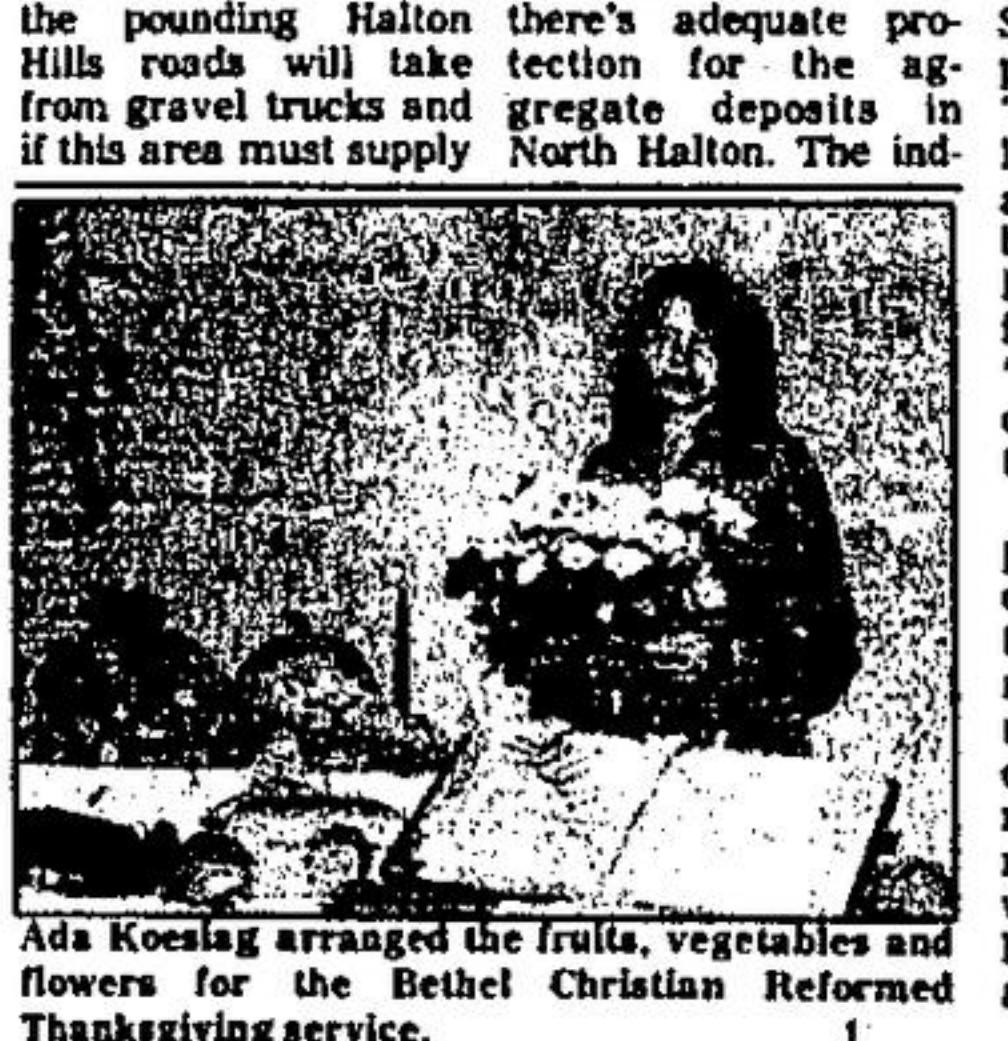 the pounding Halton
Hills roads will take
from gravel trucks and
if this area must supply
there's adequate pro-
tection for the ag-
gregate deposits in
North Halton. The ind-
Ada Koeslag arranged the fruits, vegetables and
flowers for the Bethel Christian Reformed
Thanksgiving service.